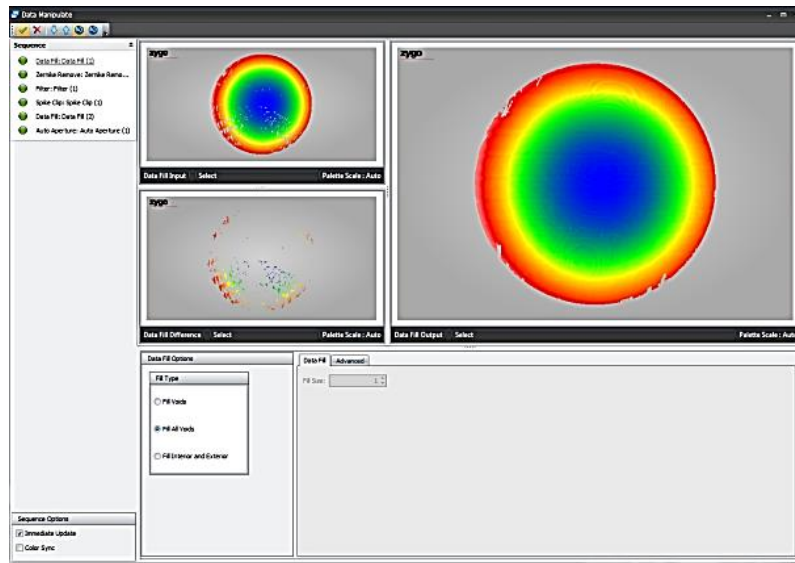 Data Manipulate
Sequence
Data Fill: Data Fill (1)
Zernike Remove: Zernike Remo...
Filter: Filter (1)
Spike Clip: Spike Clip (1)
Data Fill: Data Fill (2)
Auto Aperture: Auto Aperture (1)
zygo
Data Fill Input Select Palette Scale : Auto
zygo
Data Fill Difference Select Palette Scale : Auto
zygo
Data Fill Output Select Palette Scale : Auto
Data Fill Options
Fill Type
Fill Voids
Fill All Voids
Fill Interior and Exterior
Data Fill Advanced
Fill Size:
Sequence Options
Immediate Update
Color Sync